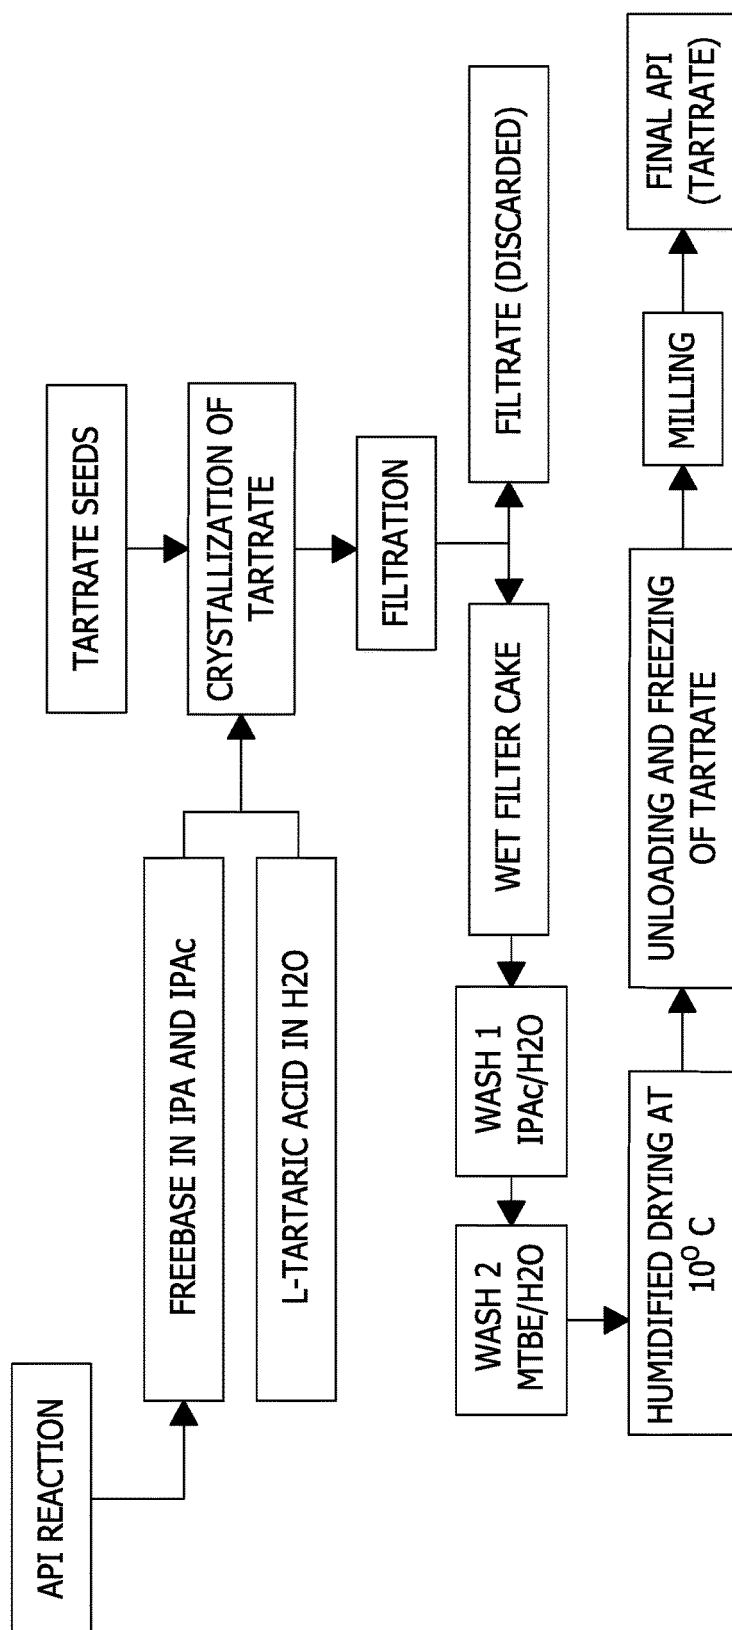 API REACTION
FREEBASE IN IPA AND IPAc
L-TARTARIC ACID IN H2O
TARTRATE SEEDS
CRYSTALLIZATION OF
TARTRATE
FILTRATION
FILTRATE (DISCARDED)
WET FILTER CAKE
WASH 1
IPAc/H2O
WASH 2
MTBE/H2O
HUMIDIFIED DRYING AT
10⁰ C
UNLOADING AND FREEZING
OF TARTRATE
MILLING
FINAL API
(TARTRATE)